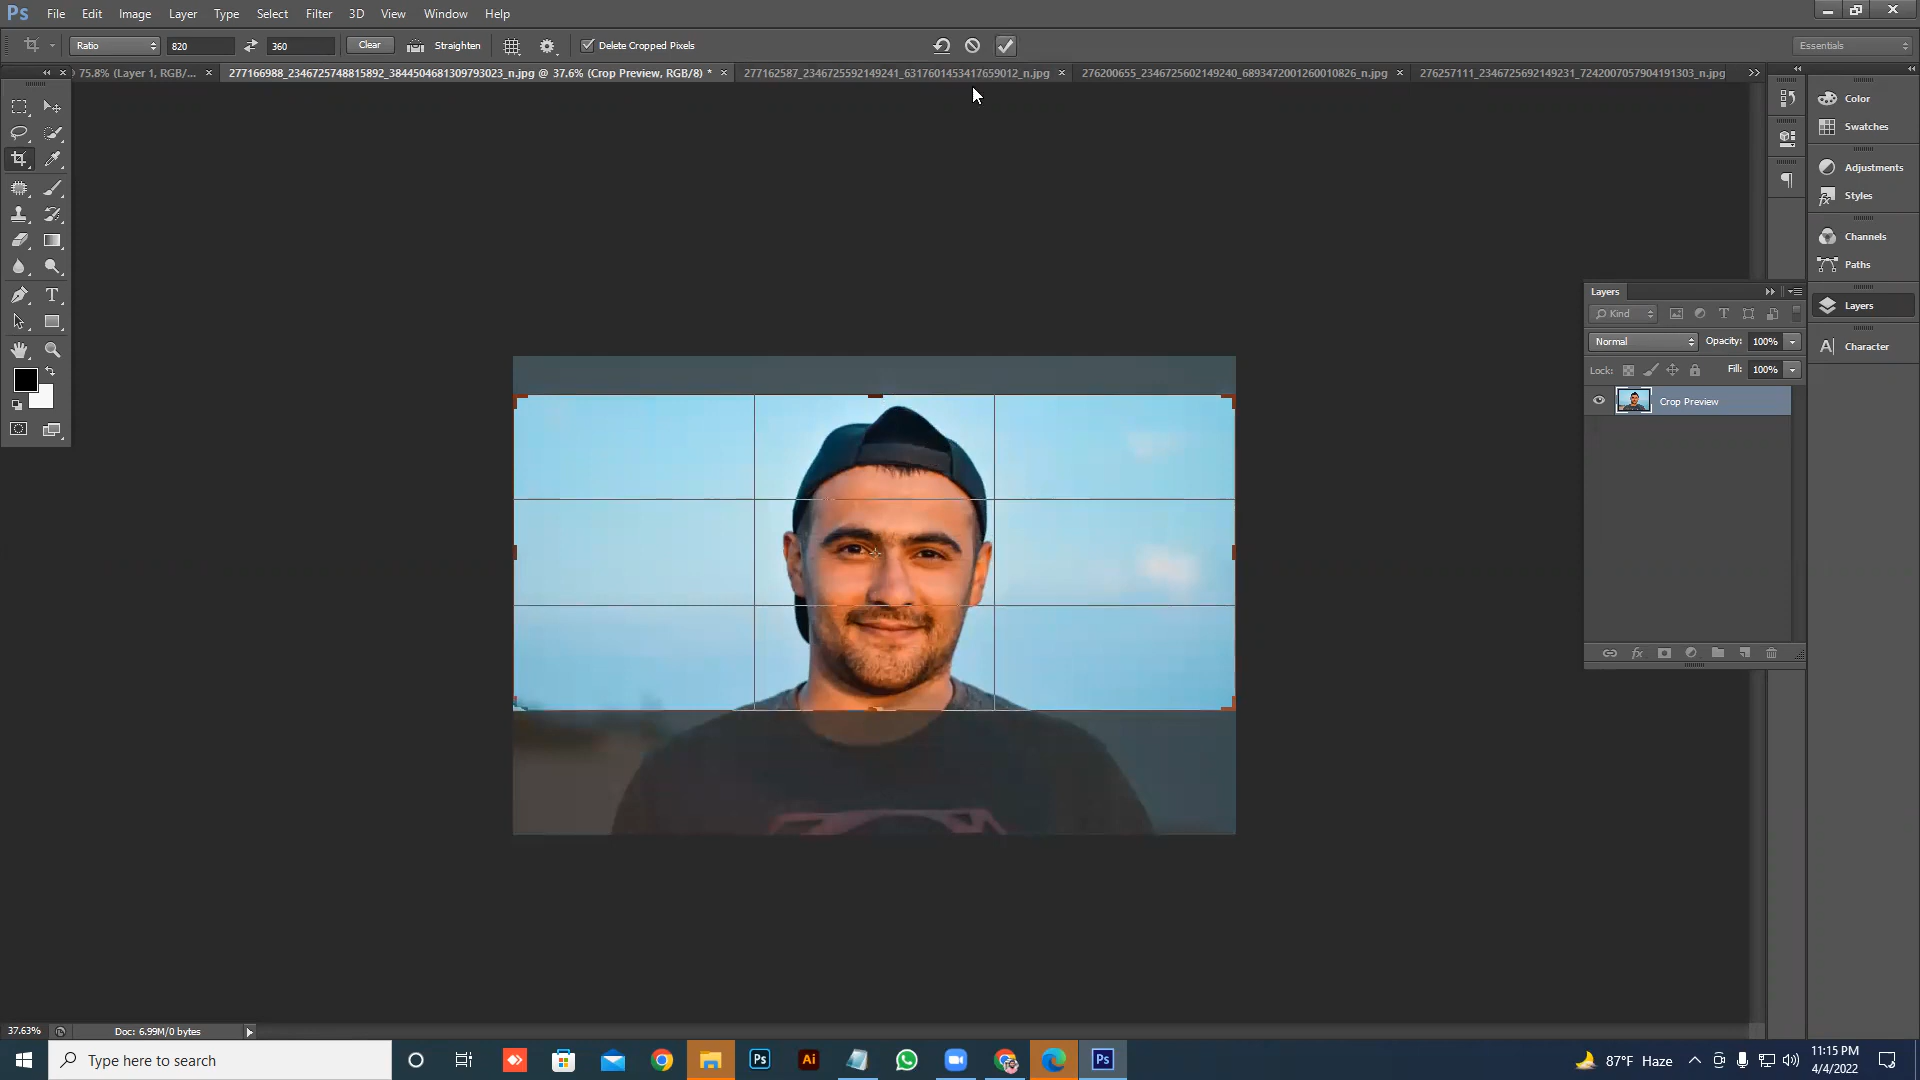 Ps File Edit Image Layer Type Select Filter 3D View Window Help
Ratio 820 360 Clear Straighten Delete Cropped Pixels Essentials
75.8% (Layer 1, RGB/... × 277166988_2346725748815892_3844504681309793023_n.jpg @ 37.6% (Crop Preview, RGB/8) * × 277162587_2346725592149241_6317601453417659012_n.jpg × 276200655_2346725602149240_6893472001260010826_n.jpg × 276257111_2346725692149231_7242007057904191303_n.jpg
Color
Swatches
Adjustments
Styles
Channels
Paths
Layers
Character
Layers
Kind
Normal Opacity: 100%
Lock: Fill: 100%
Crop Preview
37.63% Doc: 6.99M/0 bytes
Type here to search
Ps Ai Ps
87°F Haze
11:15 PM
4/4/2022